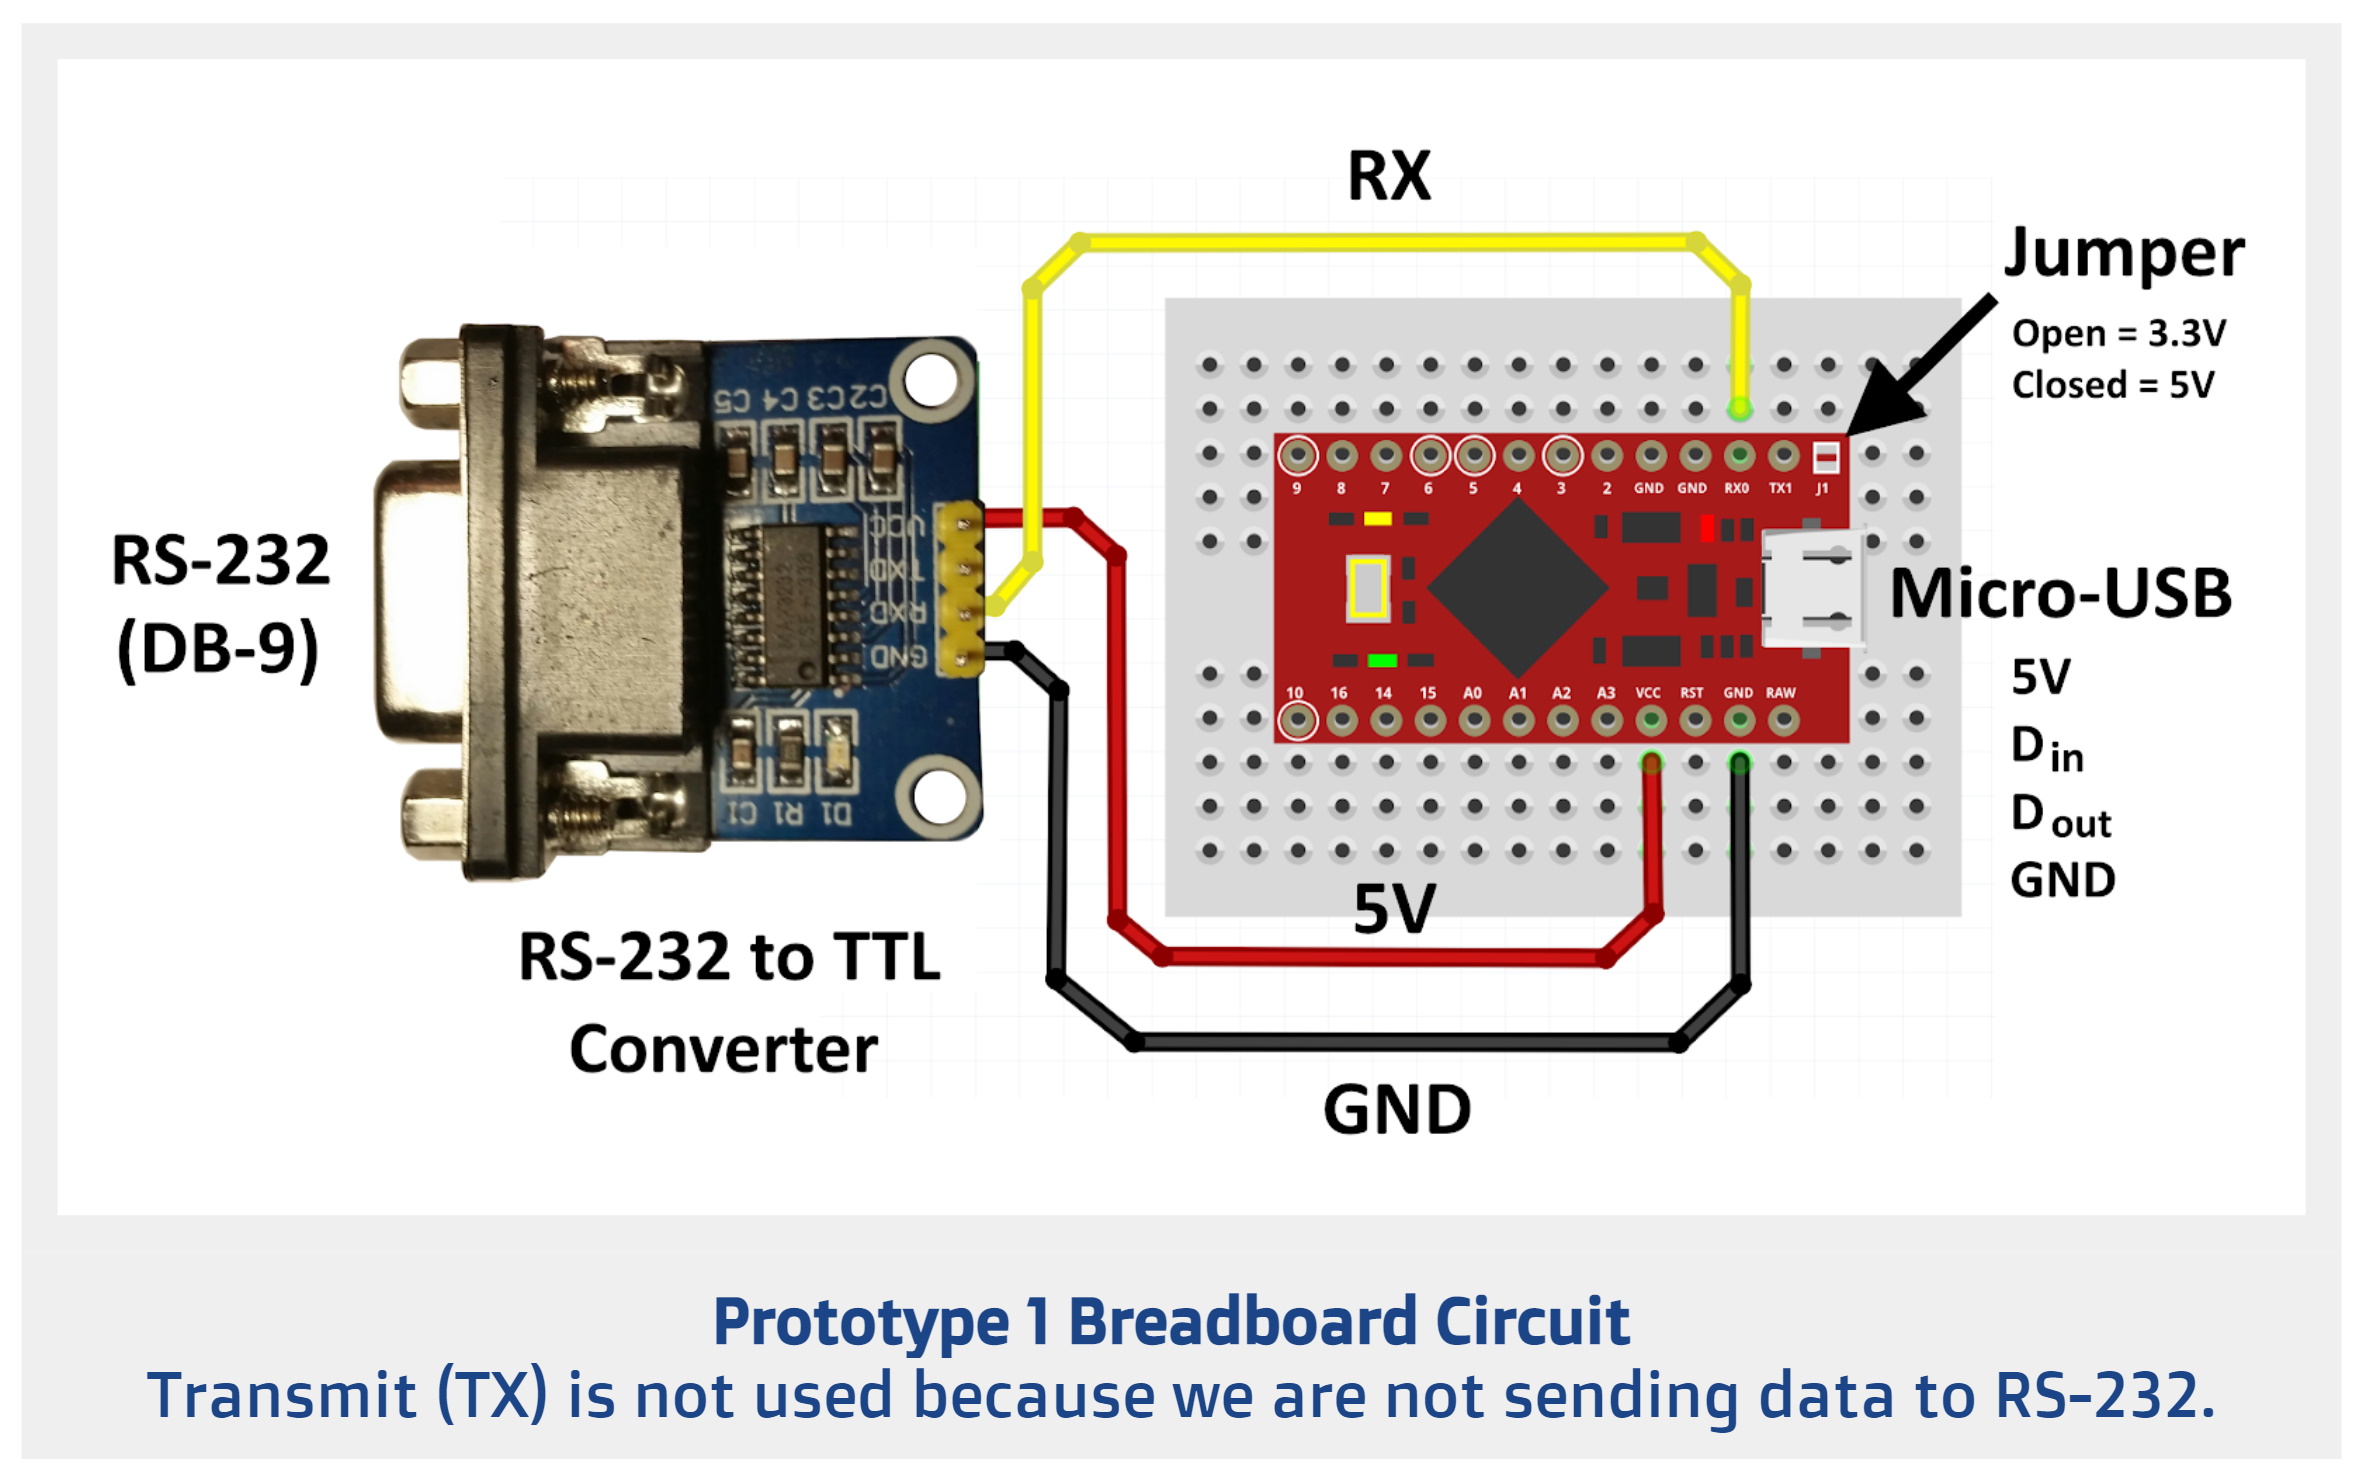 RX
Jumper
Open = 3.3V
Closed = 5V
C5 C4 C3 C2
9 8 7 6 5 4 3 2 GND GND RX0 TX1 J1
VCC
TXD
RXD
GND
RS-232
(DB-9)
Micro-USB
5V
Din
Dout
GND
10 16 14 15 A0 A1 A2 A3 VCC RST GND RAW
C1 R1 D1
5V
RS-232 to TTL
Converter
GND
Prototype 1 Breadboard Circuit
Transmit (TX) is not used because we are not sending data to RS-232.